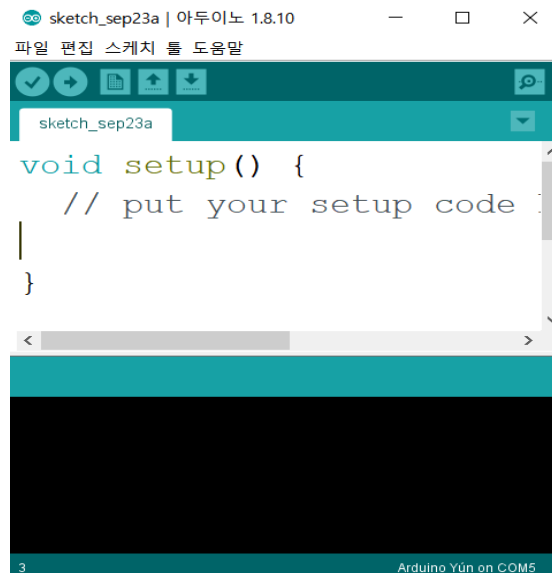 sketch_sep23a | 아두이노 1.8.10
파일 편집 스케치 툴 도움말
sketch_sep23a
void setup() {
// put your setup code
}
3 Arduino Yún on COM5